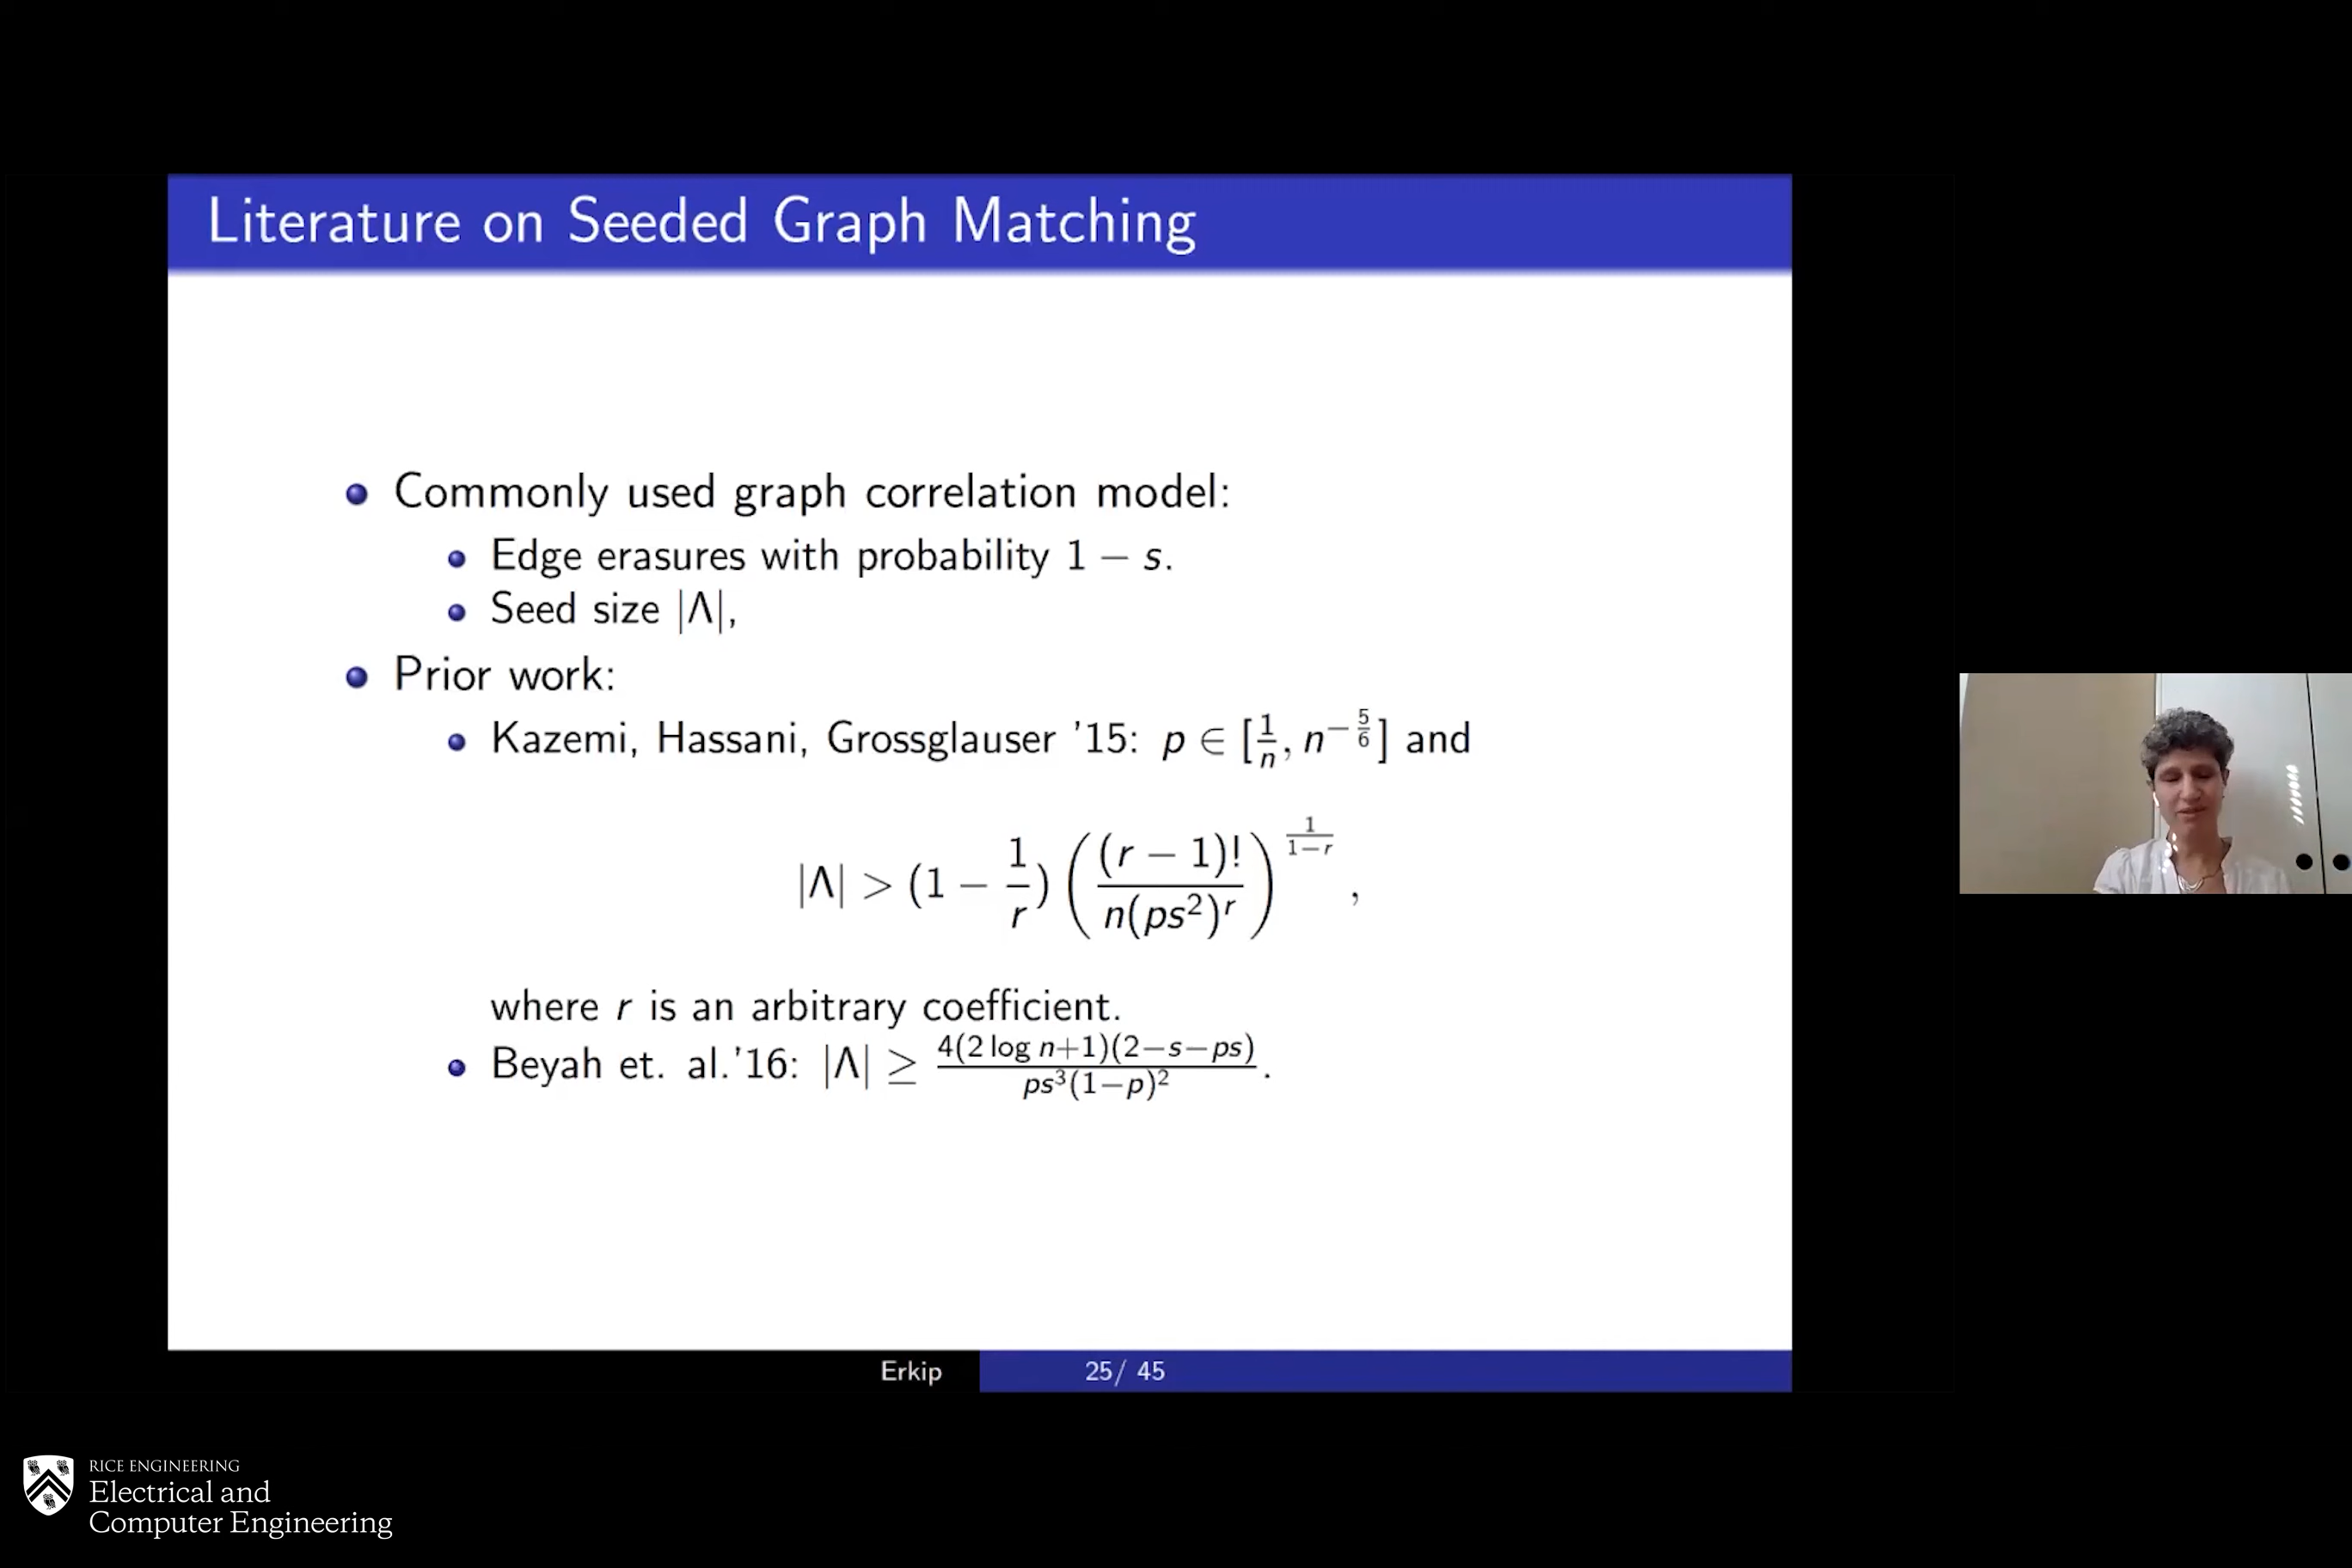 Literature on Seeded Graph Matching
Commonly used graph correlation model:
Edge erasures with probability 1 − s.
Seed size |Λ|,
Prior work:
Kazemi, Hassani, Grossglauser '15: p ∈ [1/n, n^{−5/6}] and
|Λ| > (1 − 1/r) ((r − 1)!/n(ps²)^r)^{1/(1−r)},
where r is an arbitrary coefficient.
Beyah et. al.'16: |Λ| ≥ 4(2 log n+1)(2−s−ps)/ps³(1−p)².
Erkip 25/ 45
RICE ENGINEERING
Electrical and
Computer Engineering